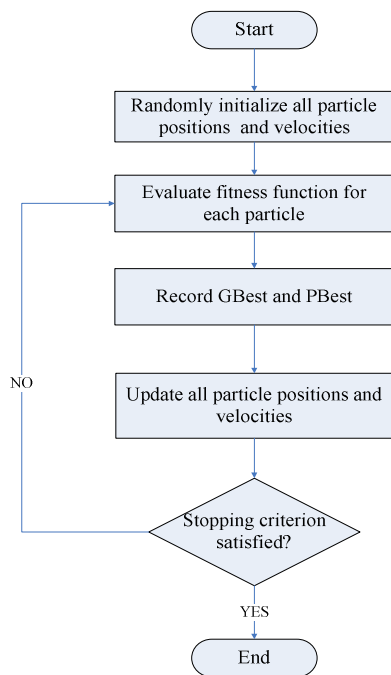 Start
Randomly initialize all particle
positions and velocities
Evaluate fitness function for
each particle
Record GBest and PBest
Update all particle positions and
velocities
NO
Stopping criterion
satisfied?
YES
End